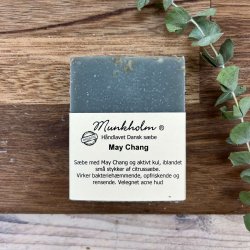 Munkholm ®
Håndlavet Dansk sæbe
May Chang
Sæbe med May Chang og aktivt kul, iblandet
små stykker af citrussæbe.
Virker bakteriehæmmende, opfriskende og
rensende. Velegnet acne hud